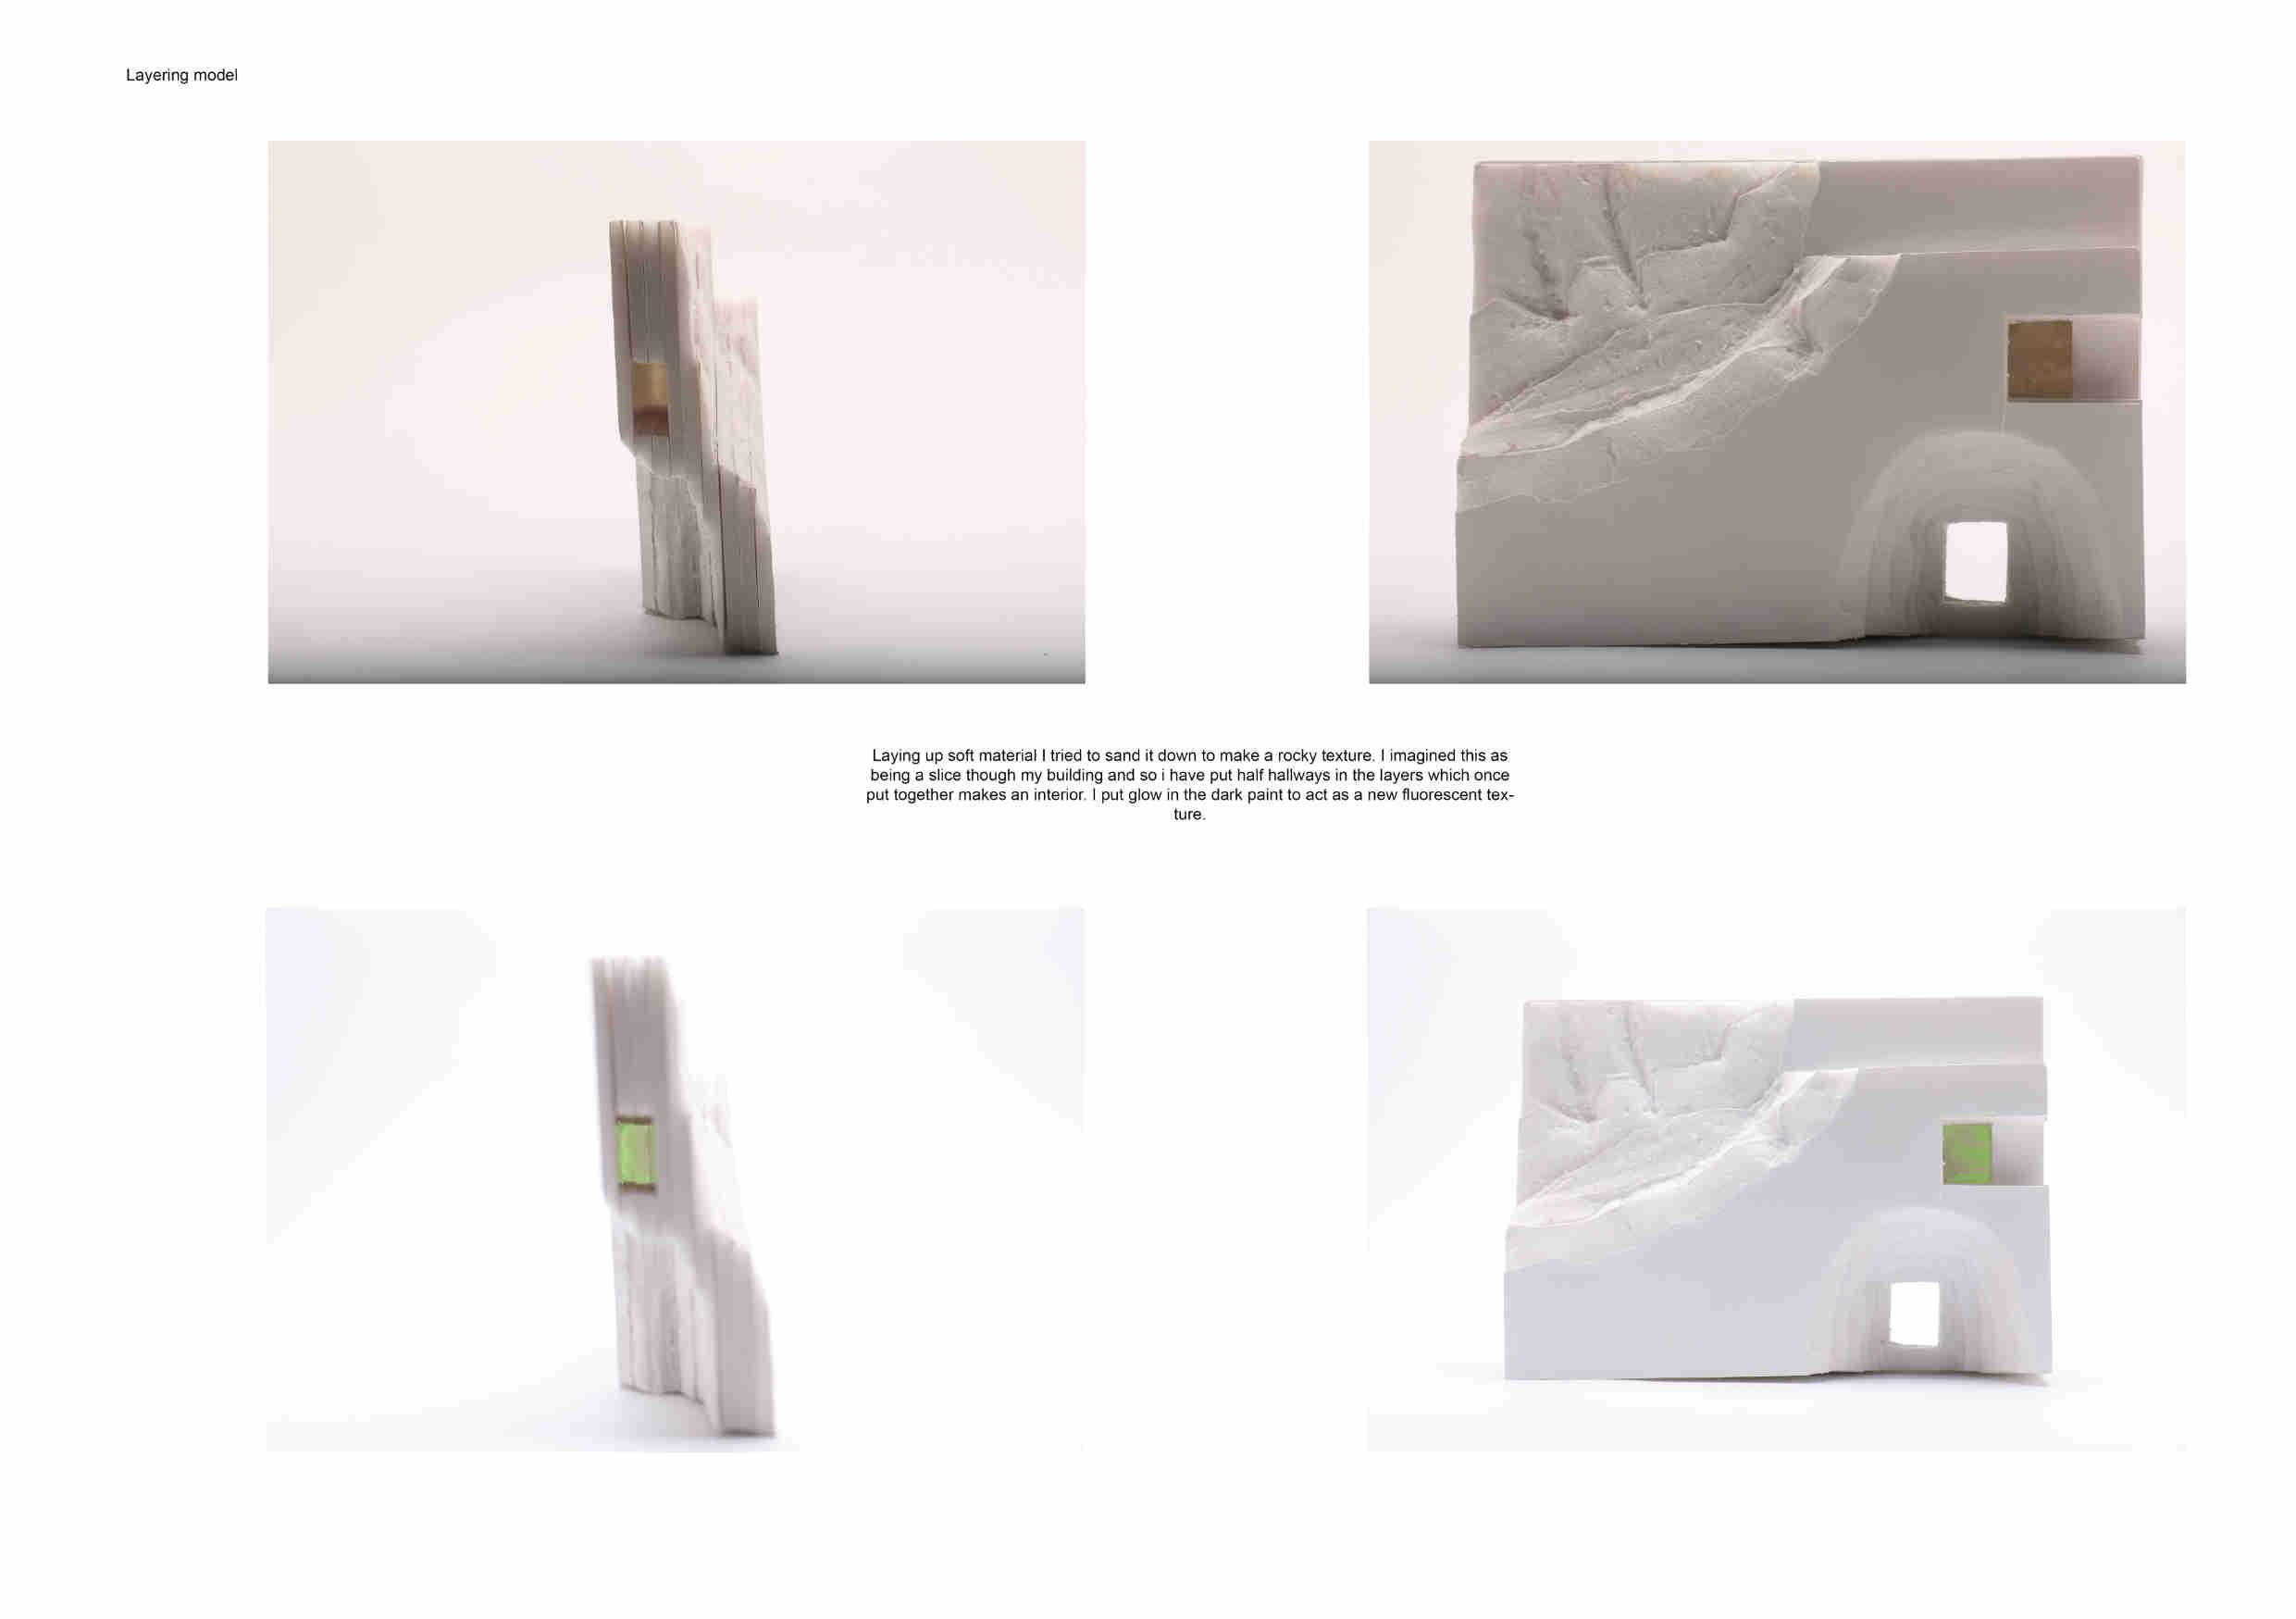 Layering model
Laying up soft material I tried to sand it down to make a rocky texture. I imagined this as
being a slice though my building and so i have put half hallways in the layers which once
put together makes an interior. I put glow in the dark paint to act as a new fluorescent tex-
ture.